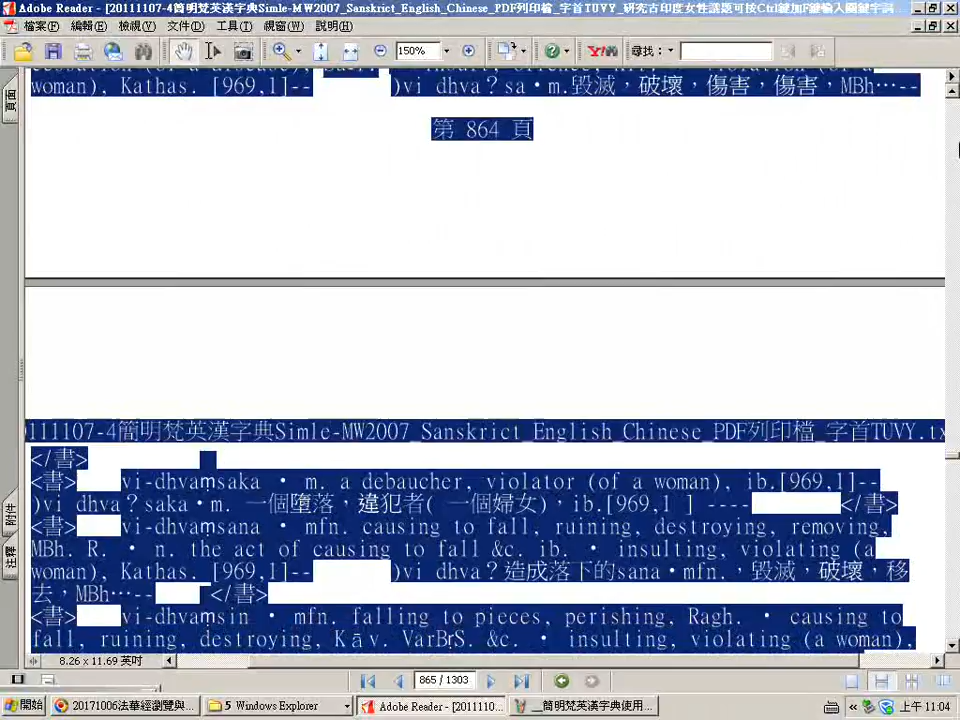 Adobe Reader - [20111107-4簡明梵英漢字典Simle-MW2007_Sanskrict_English_Chinese_PDF列印檔_字首TUVY_研究古印度女性議題可按Ctrl鍵加F鍵輸入關鍵字詞
檔案(F) 編輯(E) 檢視(V) 文件(D) 工具(T) 視窗(W) 說明(H)
150% 尋找：
頁面
woman), Kathas. [969,1]-- )vi dhva？sa‧m.毀滅，破壞，傷害，傷害，MBh…--
第 864 頁
111107-4簡明梵英漢字典Simle-MW2007_Sanskrict_English_Chinese_PDF列印檔_字首TUVY.tx
</書>
<書> vi-dhvaṃsaka ‧ m. a debaucher, violator (of a woman), ib.[969,1]--
)vi dhva？saka‧m. 一個墮落，違犯者( 一個婦女)，ib.[969,1 ] ---- </書>
<書> vi-dhvaṃsana ‧ mfn. causing to fall, ruining, destroying, removing,
MBh. R. ‧ n. the act of causing to fall &c. ib. ‧ insulting, violating (a
woman), Kathas. [969,1]-- )vi dhva？造成落下的sana‧mfn.，毀滅，破壞，移
去，MBh…-- </書>
<書> vi-dhvaṃsin ‧ mfn. falling to pieces, perishing, Ragh. ‧ causing to
fall, ruining, destroying, Kāv. VarBrS. &c. ‧ insulting, violating (a woman),
附件
注釋
8.26 x 11.69 英吋
865 / 1303
開始 20171006法華經瀏覽與... 5 Windows Explorer Adobe Reader - [2011110... __簡明梵英漢字典使用... 上午 11:04